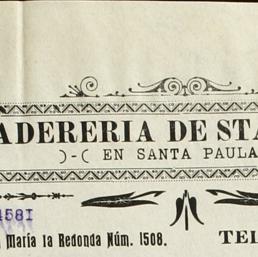 ADERERIA DE STA
)-( EN SANTA PAULA
458I
María la Redonda Núm. 1508.
TEL